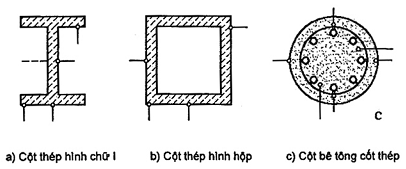 c
a) Cột thép hình chữ I b) Cột thép hình hộp c) Cột bê tông cốt thép